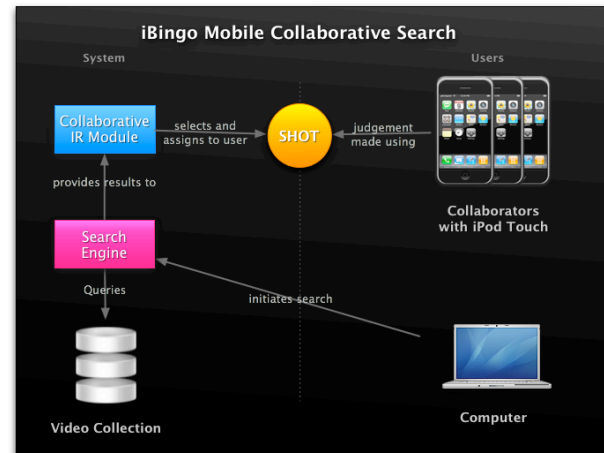 iBingo Mobile Collaborative Search
System
Users
Collaborative
IR Module
selects and
assigns to user
SHOT
judgement
made using
provides results to
Collaborators
with iPod Touch
Search
Engine
Queries
initiates search
Video Collection
Computer